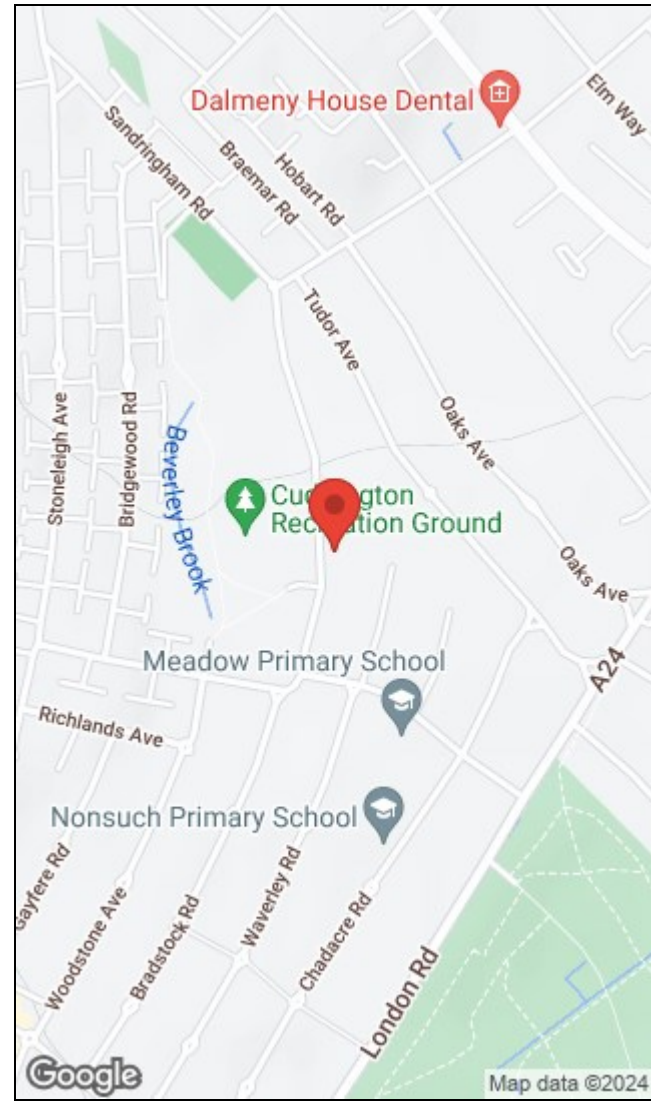 Dalmeny House Dental
Elm Way
Sandringham Rd
Braemar Rd
Hobart Rd
Tudor Ave
Oaks Ave
Stoneleigh Ave
Bridgewood Rd
Beverley Brook
Recreation Ground
Oaks Ave
A24
Meadow Primary School
Richlands Ave
Nonsuch Primary School
Gayfere Rd
Woodstone Ave
Bradstock Rd
Waverley Rd
Chadacre Rd
London Rd
Google
Map data ©2024